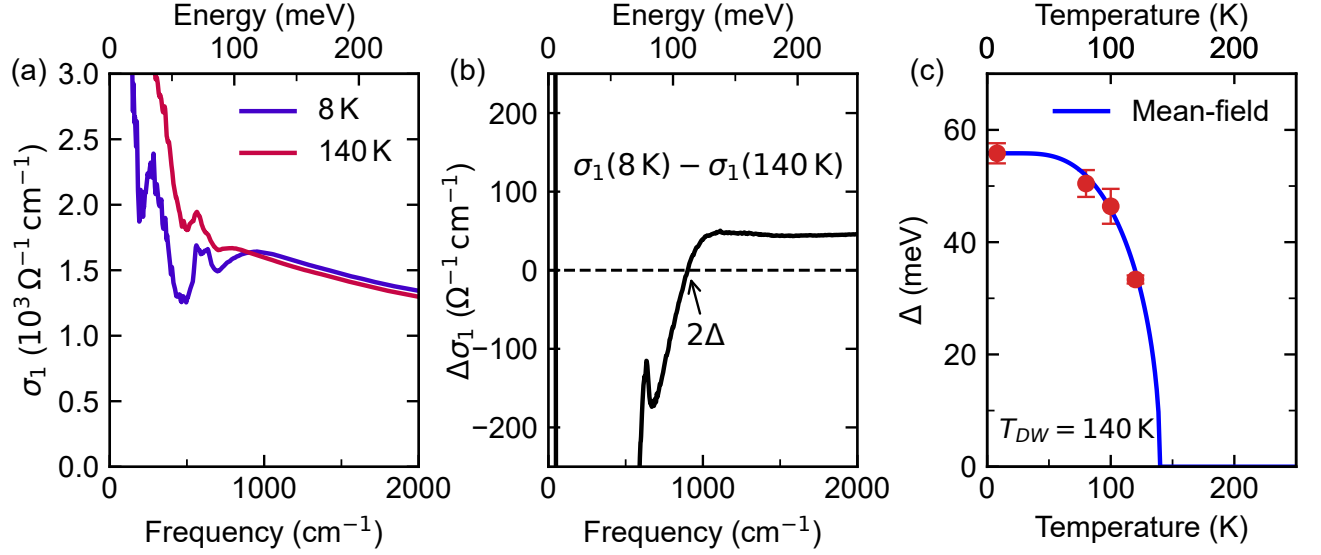 Energy (meV)
0 100 200
(a)
3.0
2.5
2.0
1.5
1.0
0.5
0.0
σ₁ (10³ Ω⁻¹ cm⁻¹)
8 K
140 K
0 1000 2000
Frequency (cm⁻¹)
Energy (meV)
0 100 200
(b)
200
100
0
−100
−200
Δσ₁ (Ω⁻¹ cm⁻¹)
σ₁(8 K) − σ₁(140 K)
2Δ
0 1000 2000
Frequency (cm⁻¹)
Temperature (K)
0 100 200
(c)
60
40
20
0
Δ (meV)
Mean-field
T_DW = 140 K
0 100 200
Temperature (K)